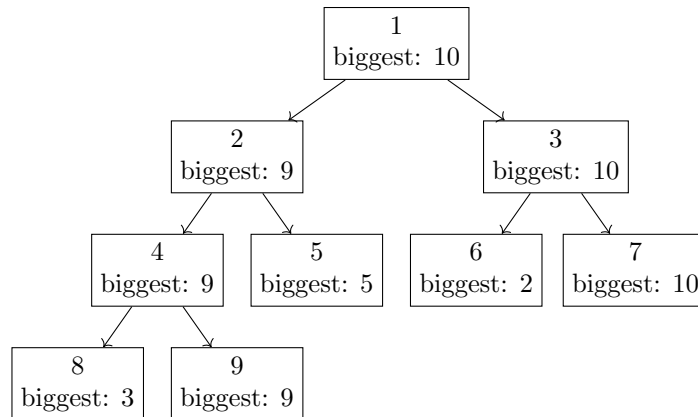 1
biggest: 10
2
biggest: 9
3
biggest: 10
4
biggest: 9
5
biggest: 5
6
biggest: 2
7
biggest: 10
8
biggest: 3
9
biggest: 9